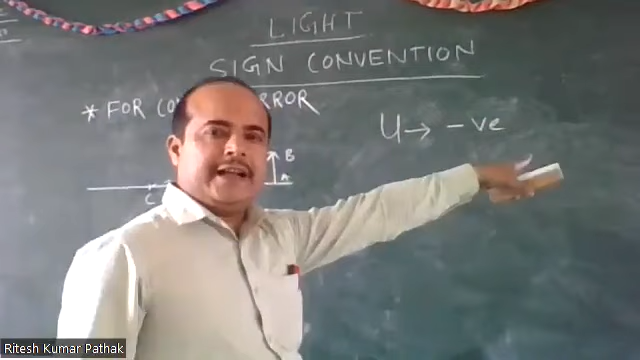 LIGHT
SIGN CONVENTION
* FOR CO RROR
U → - ve
B
A
C
Ritesh Kumar Pathak